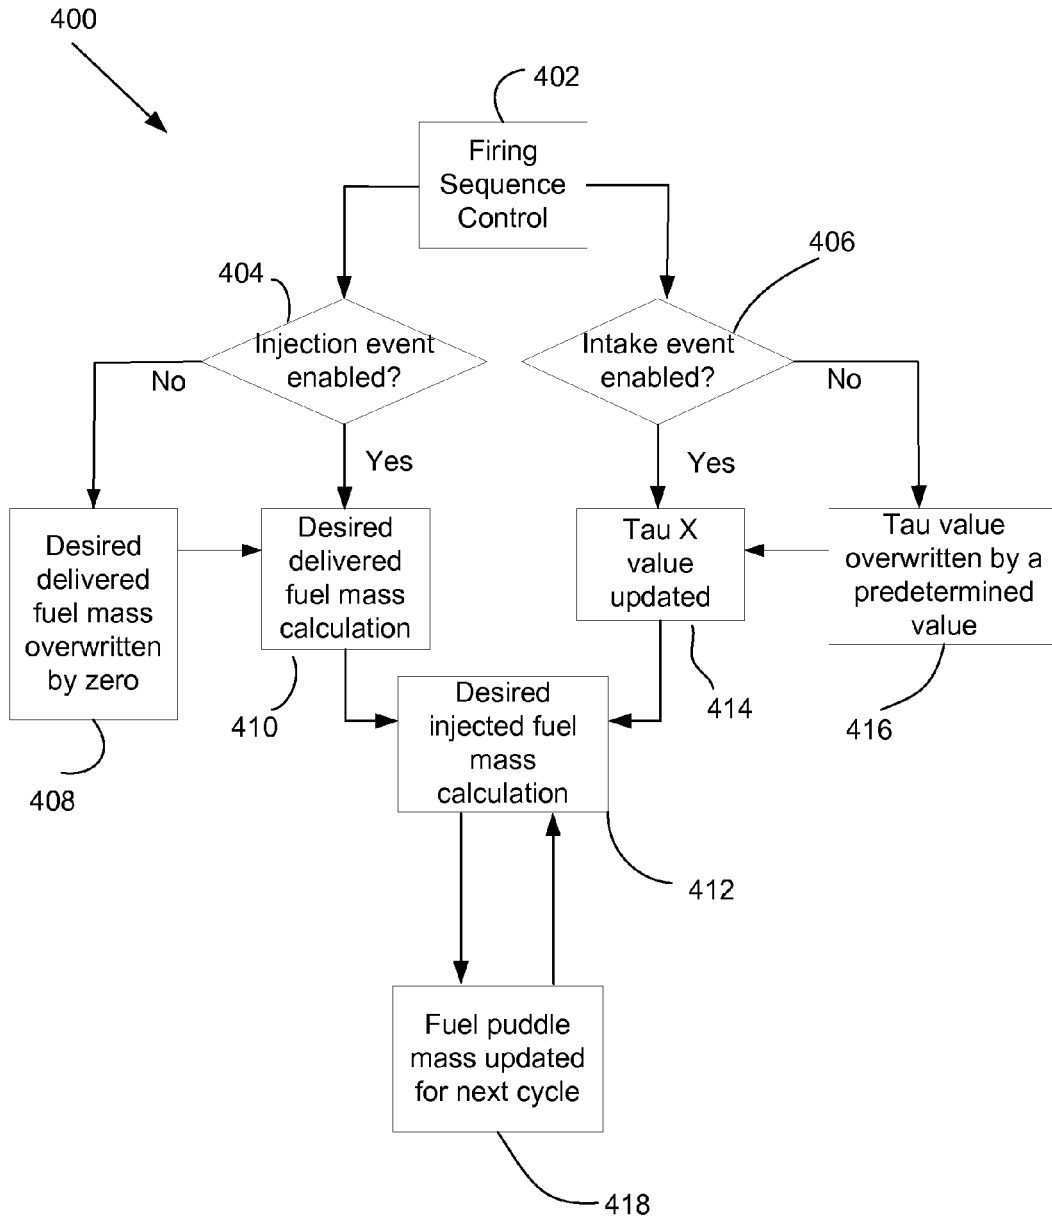 400
402
Firing
Sequence
Control
406
404
Injection event
enabled?
Intake event
enabled?
No
No
Yes
Yes
Desired
delivered
fuel mass
overwritten
by zero
Desired
delivered
fuel mass
calculation
Tau X
value
updated
Tau value
overwritten by a
predetermined
value
410
414
416
408
Desired
injected fuel
mass
calculation
412
Fuel puddle
mass updated
for next cycle
418